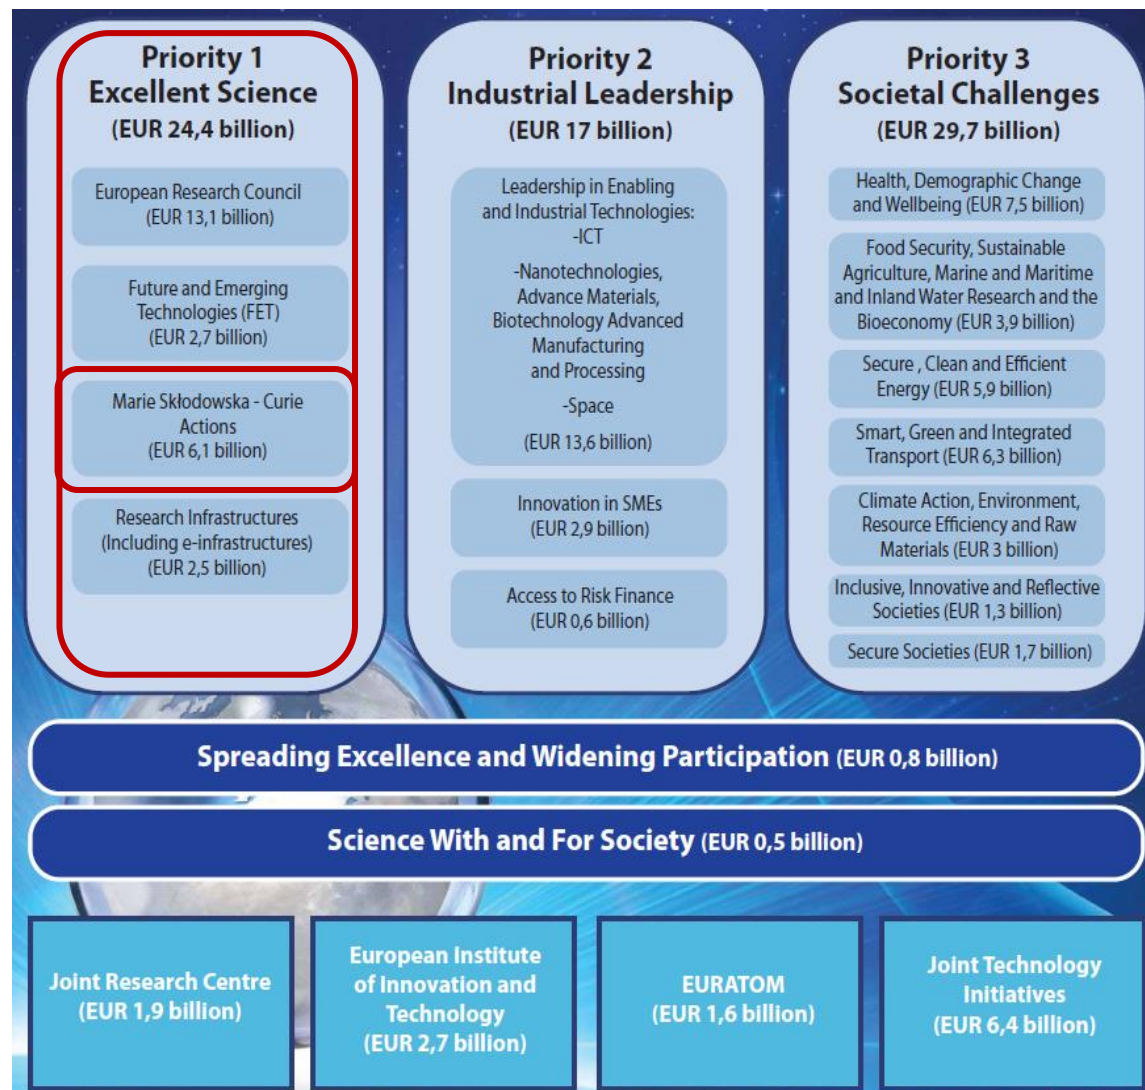 Priority 1
Excellent Science
(EUR 24,4 billion)
European Research Council
(EUR 13,1 billion)
Future and Emerging
Technologies (FET)
(EUR 2,7 billion)
Marie Skłodowska - Curie
Actions
(EUR 6,1 billion)
Research Infrastructures
(Including e-infrastructures)
(EUR 2,5 billion)
Priority 2
Industrial Leadership
(EUR 17 billion)
Leadership in Enabling
and Industrial Technologies:
-ICT
-Nanotechnologies,
Advance Materials,
Biotechnology Advanced
Manufacturing
and Processing
-Space
(EUR 13,6 billion)
Innovation in SMEs
(EUR 2,9 billion)
Access to Risk Finance
(EUR 0,6 billion)
Priority 3
Societal Challenges
(EUR 29,7 billion)
Health, Demographic Change
and Wellbeing (EUR 7,5 billion)
Food Security, Sustainable
Agriculture, Marine and Maritime
and Inland Water Research and the
Bioeconomy (EUR 3,9 billion)
Secure , Clean and Efficient
Energy (EUR 5,9 billion)
Smart, Green and Integrated
Transport (EUR 6,3 billion)
Climate Action, Environment,
Resource Efficiency and Raw
Materials (EUR 3 billion)
Inclusive, Innovative and Reflective
Societies (EUR 1,3 billion)
Secure Societies (EUR 1,7 billion)
Spreading Excellence and Widening Participation (EUR 0,8 billion)
Science With and For Society (EUR 0,5 billion)
Joint Research Centre
(EUR 1,9 billion)
European Institute
of Innovation and
Technology
(EUR 2,7 billion)
EURATOM
(EUR 1,6 billion)
Joint Technology
Initiatives
(EUR 6,4 billion)